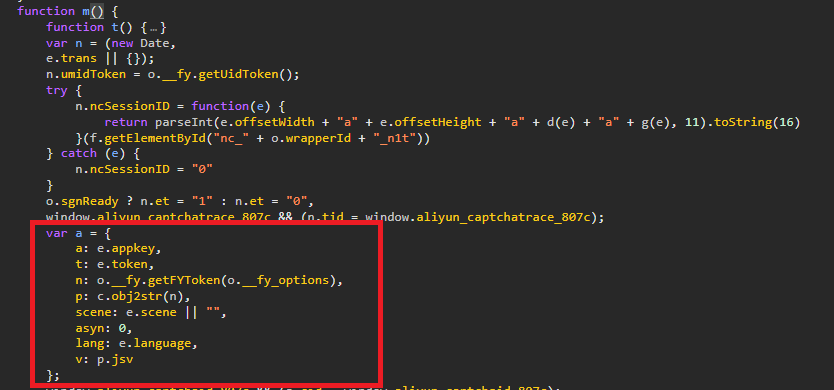 function m() {
function t() {…}
var n = (new Date,
e.trans || {});
n.umidToken = o.__fy.getUidToken();
try {
n.ncSessionID = function(e) {
return parseInt(e.offsetWidth + "a" + e.offsetHeight + "a" + d(e) + "a" + g(e), 11).toString(16)
}(f.getElementById("nc_" + o.wrapperId + "_n1t"))
} catch (e) {
n.ncSessionID = "0"
}
o.sgnReady ? n.et = "1" : n.et = "0",
window.aliyun_captchatrace_807c && (n.tid = window.aliyun_captchatrace_807c);
var a = {
a: e.appkey,
t: e.token,
n: o.__fy.getFYToken(o.__fy_options),
p: c.obj2str(n),
scene: e.scene || "",
asyn: 0,
lang: e.language,
v: p.jsv
};